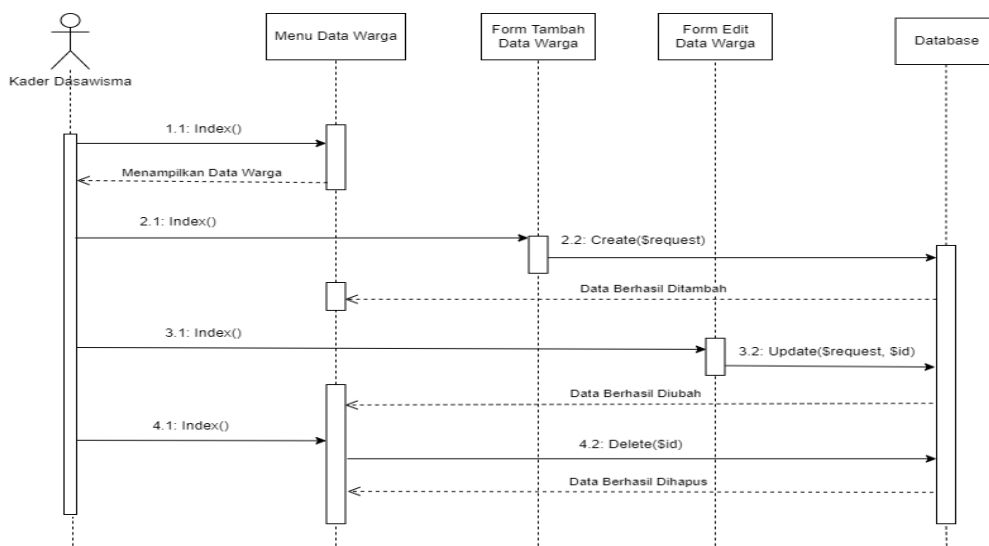 Kader Dasawisma
Menu Data Warga
Form Tambah
Data Warga
Form Edit
Data Warga
Database
1.1: Index()
Menampilkan Data Warga
2.1: Index()
2.2: Create($request)
Data Berhasil Ditambah
3.1: Index()
3.2: Update($request, $id)
Data Berhasil Diubah
4.1: Index()
4.2: Delete($id)
Data Berhasil Dihapus